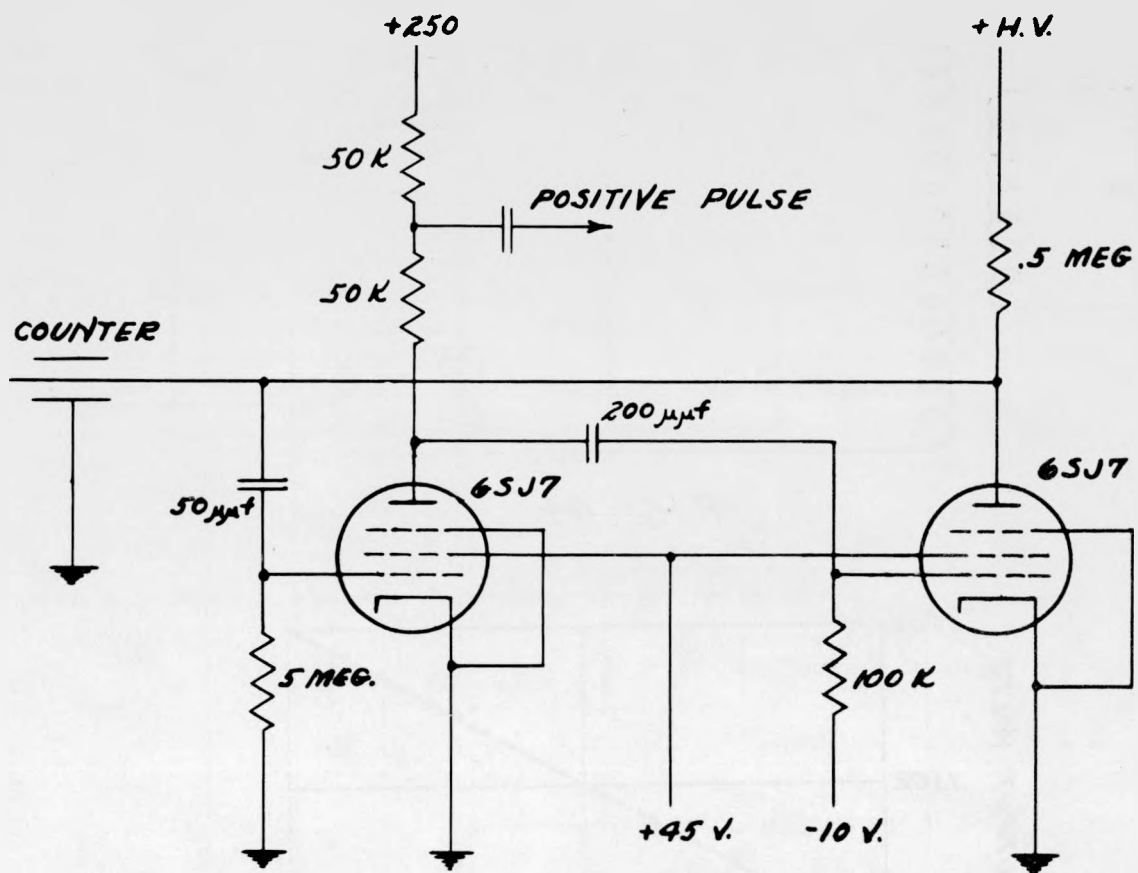 +250
+ H.V.
50 K
POSITIVE PULSE
.5 MEG
50 K
COUNTER
200 μμf
6SJ7
6SJ7
50 μμf
5 MEG.
100 K
+45 V.
-10 V.